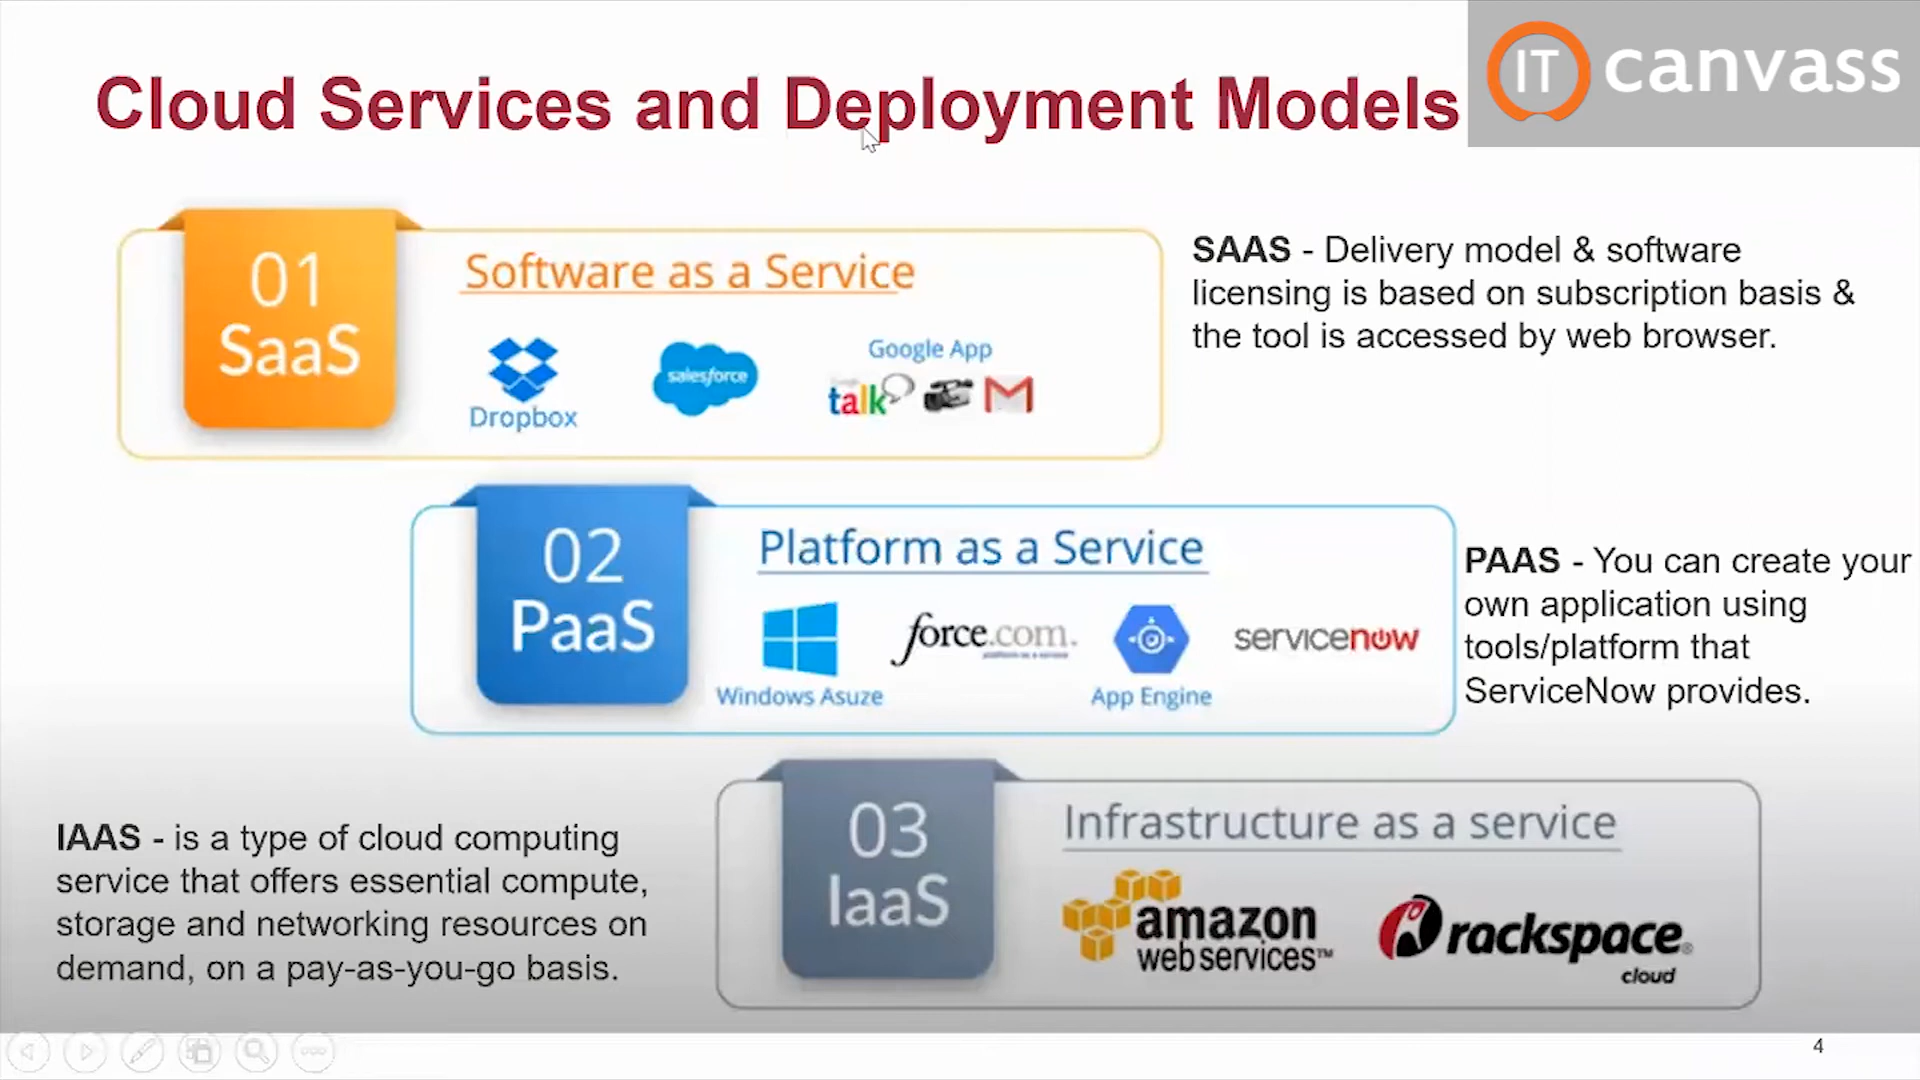 Cloud Services and Deployment Models
IT canvass
01
SaaS
Software as a Service
Dropbox
salesforce
Google App
talk
SAAS - Delivery model & software
licensing is based on subscription basis &
the tool is accessed by web browser.
02
PaaS
Platform as a Service
Windows Asuze
force.com.
platform as a service
App Engine
servicenow
PAAS - You can create your
own application using
tools/platform that
ServiceNow provides.
03
IaaS
Infrastructure as a service
amazon
web services™
rackspace®
cloud
IAAS - is a type of cloud computing
service that offers essential compute,
storage and networking resources on
demand, on a pay-as-you-go basis.
4